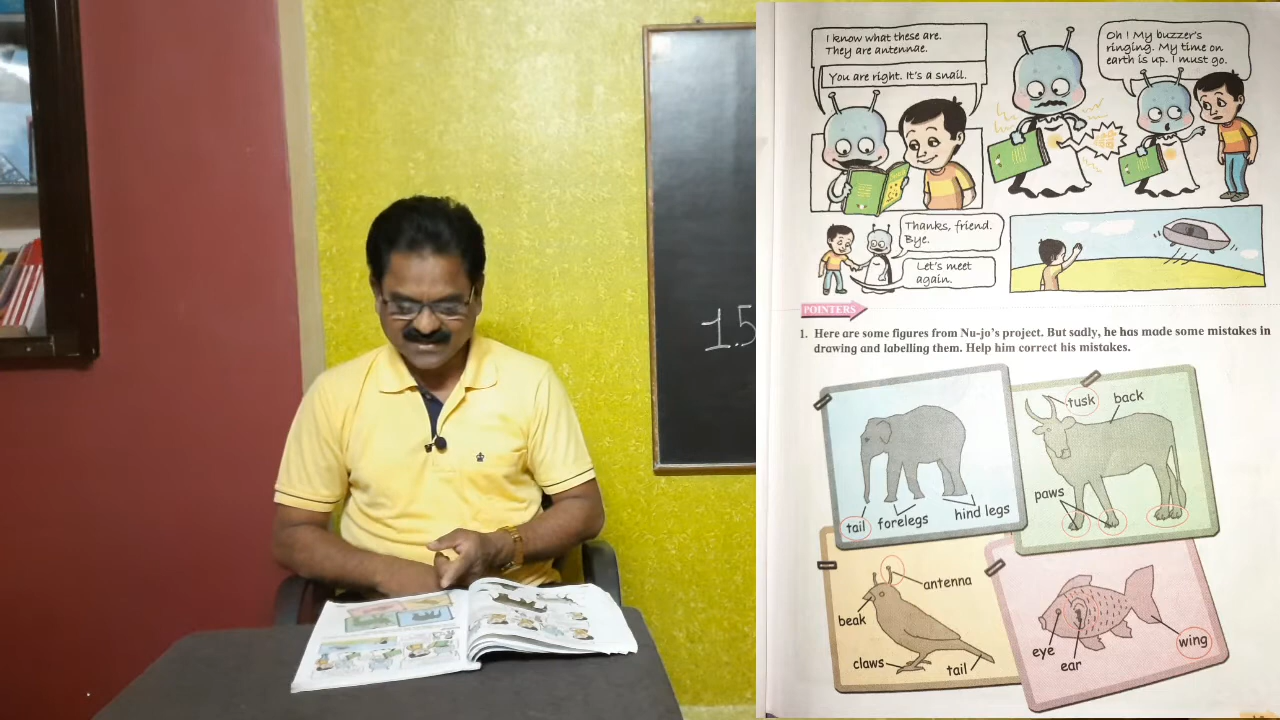 I know what these are.
They are antennae.
You are right. It's a snail.
Oh! My buzzer's
ringing. My time on
earth is up. I must go.
Thanks, friend.
Bye.
Let's meet
again.
1.5
POINTERS
1. Here are some figures from Nu-jo's project. But sadly, he has made some mistakes in
drawing and labelling them. Help him correct his mistakes.
tail
forelegs
hind legs
tusk
back
paws
antenna
beak
claws
tail
eye
ear
wing